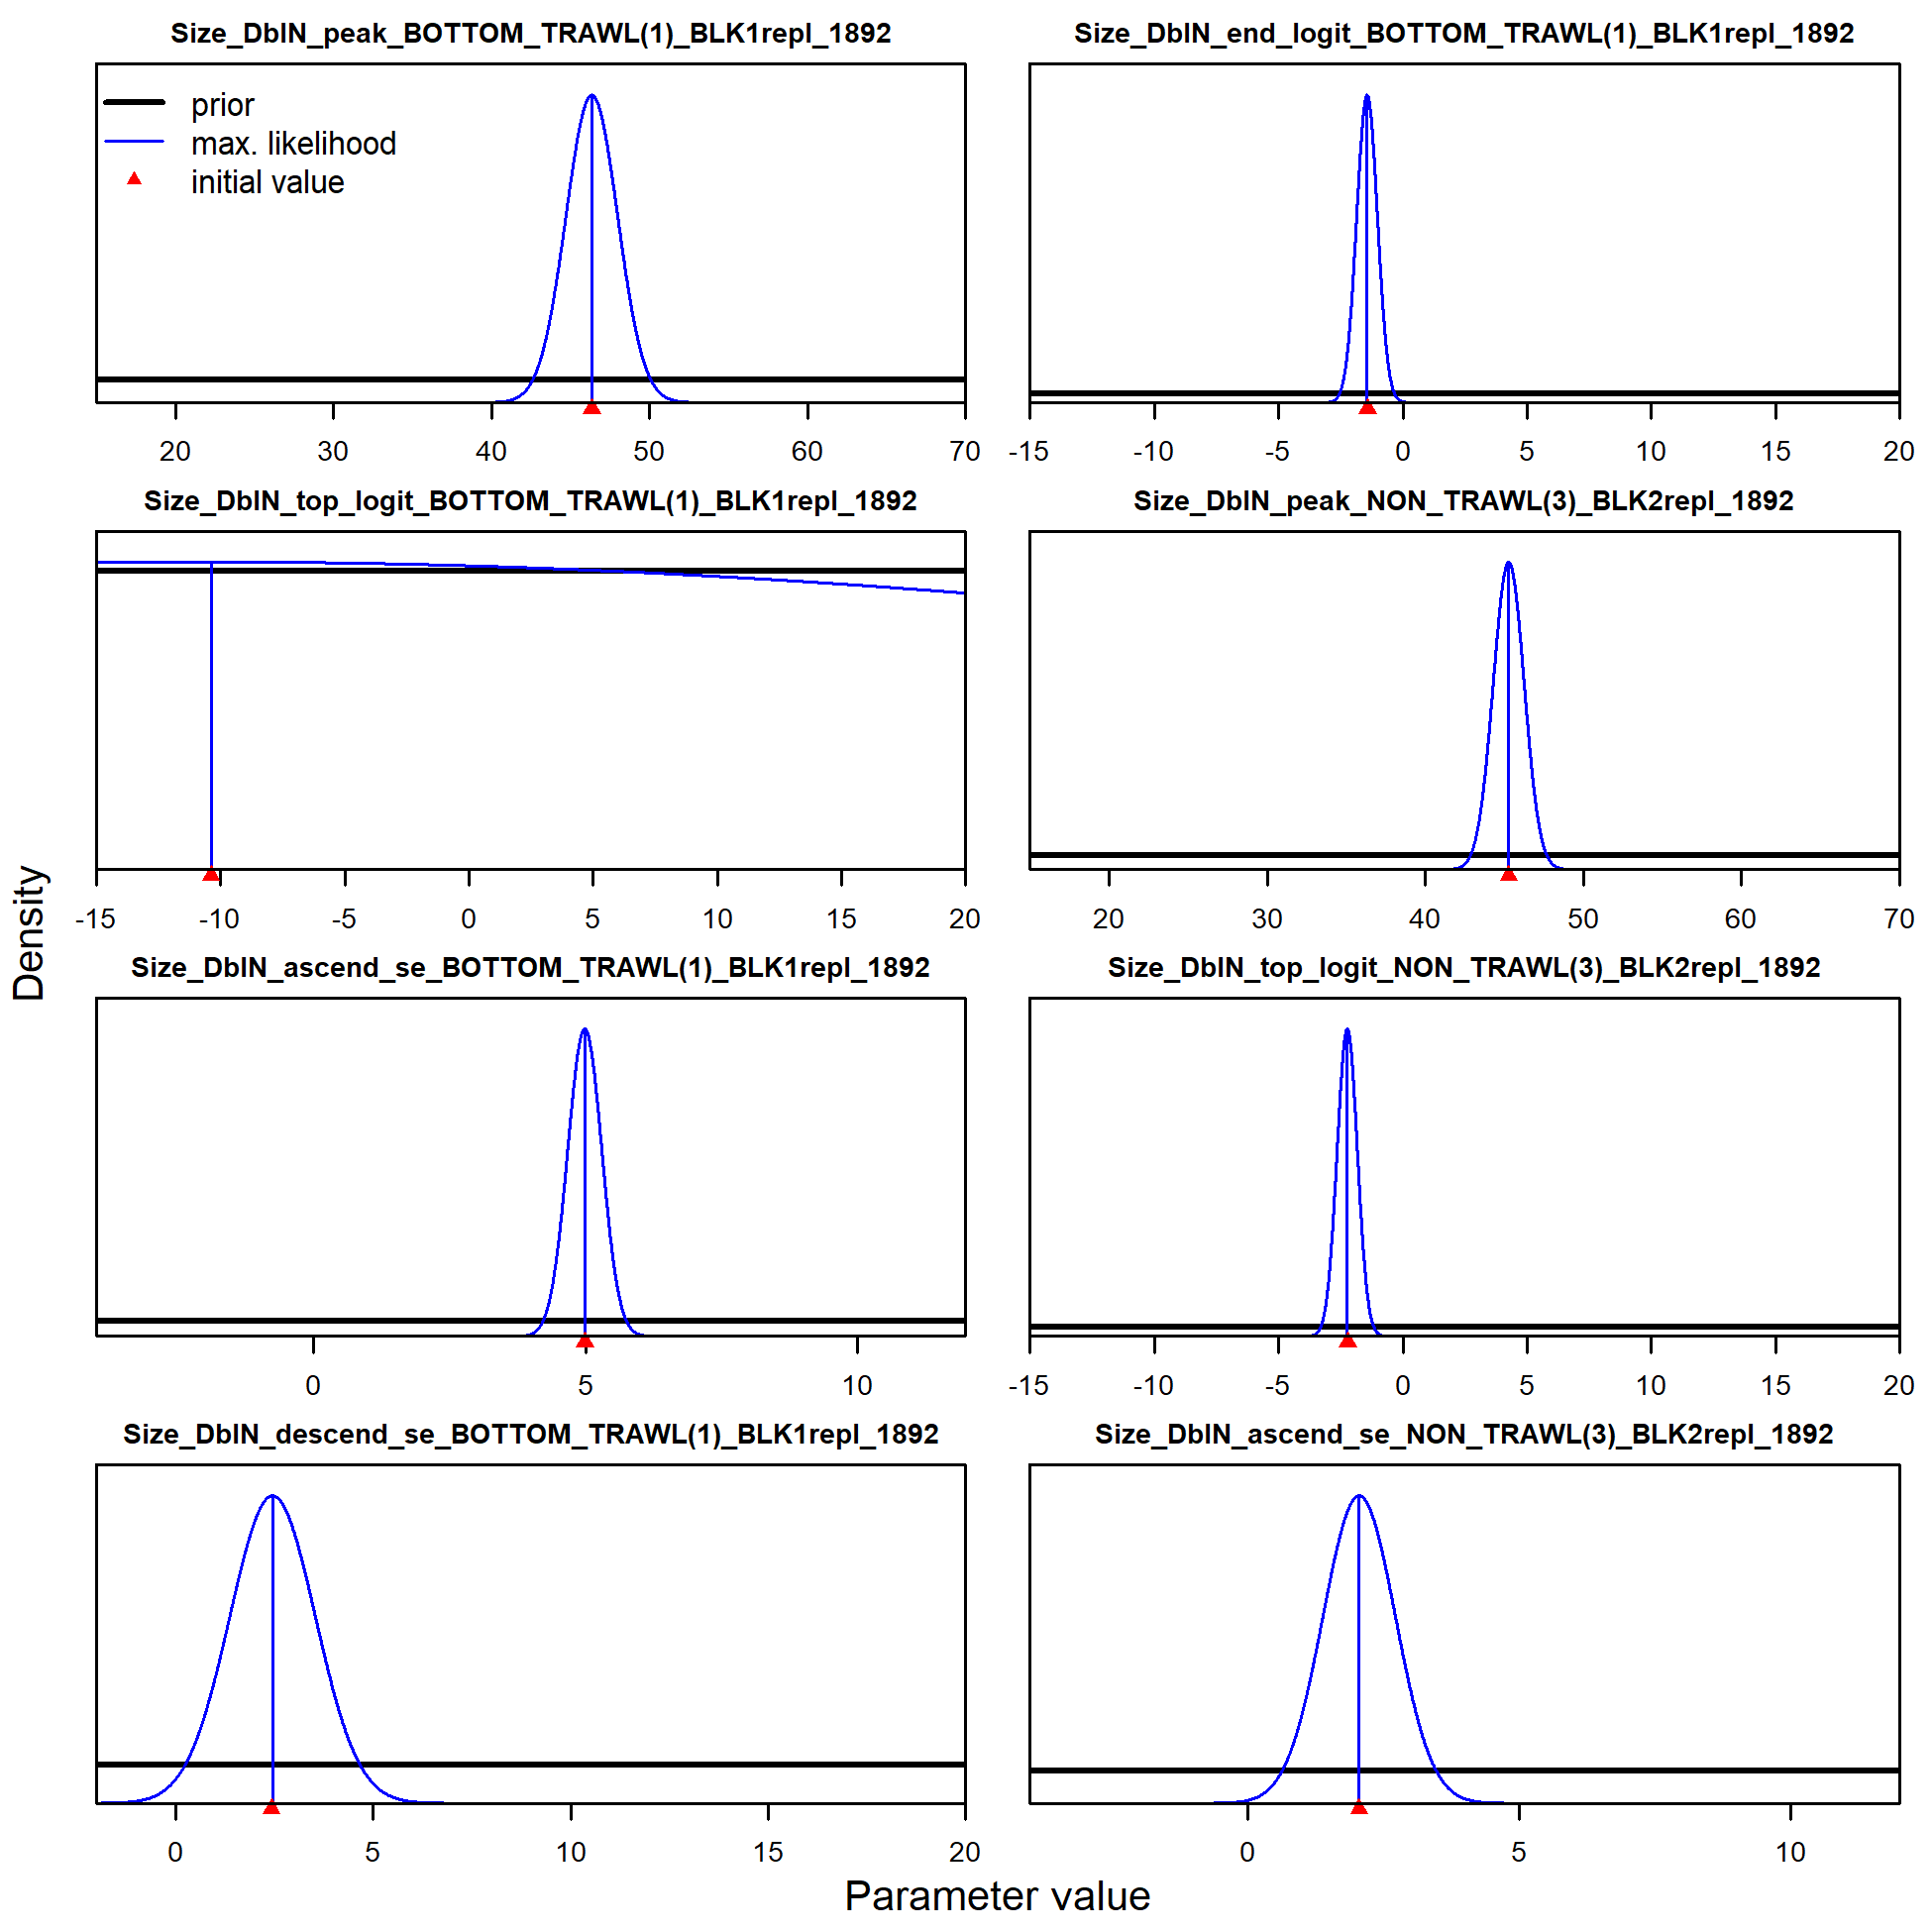 Size_DblN_peak_BOTTOM_TRAWL(1)_BLK1repl_1892
prior
max. likelihood
initial value
20 30 40 50 60 70
Size_DblN_end_logit_BOTTOM_TRAWL(1)_BLK1repl_1892
-15 -10 -5 0 5 10 15 20
Size_DblN_top_logit_BOTTOM_TRAWL(1)_BLK1repl_1892
-15 -10 -5 0 5 10 15 20
Size_DblN_peak_NON_TRAWL(3)_BLK2repl_1892
20 30 40 50 60 70
Size_DblN_ascend_se_BOTTOM_TRAWL(1)_BLK1repl_1892
0 5 10
Size_DblN_top_logit_NON_TRAWL(3)_BLK2repl_1892
-15 -10 -5 0 5 10 15 20
Size_DblN_descend_se_BOTTOM_TRAWL(1)_BLK1repl_1892
0 5 10 15 20
Size_DblN_ascend_se_NON_TRAWL(3)_BLK2repl_1892
0 5 10
Density
Parameter value